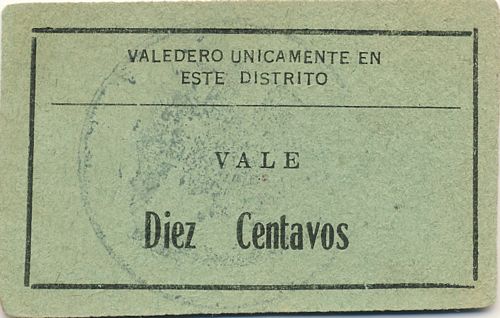 VALEDERO UNICAMENTE EN
ESTE DISTRITO
VALE
Diez Centavos